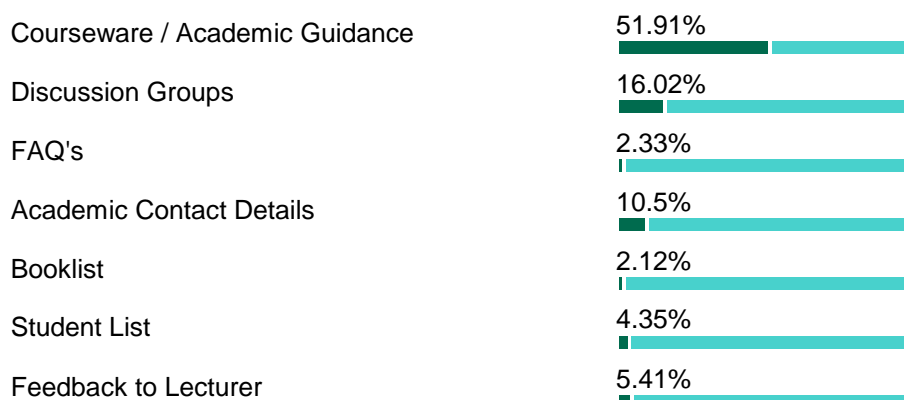 Courseware / Academic Guidance 51.91%
Discussion Groups 16.02%
FAQ's 2.33%
Academic Contact Details 10.5%
Booklist 2.12%
Student List 4.35%
Feedback to Lecturer 5.41%